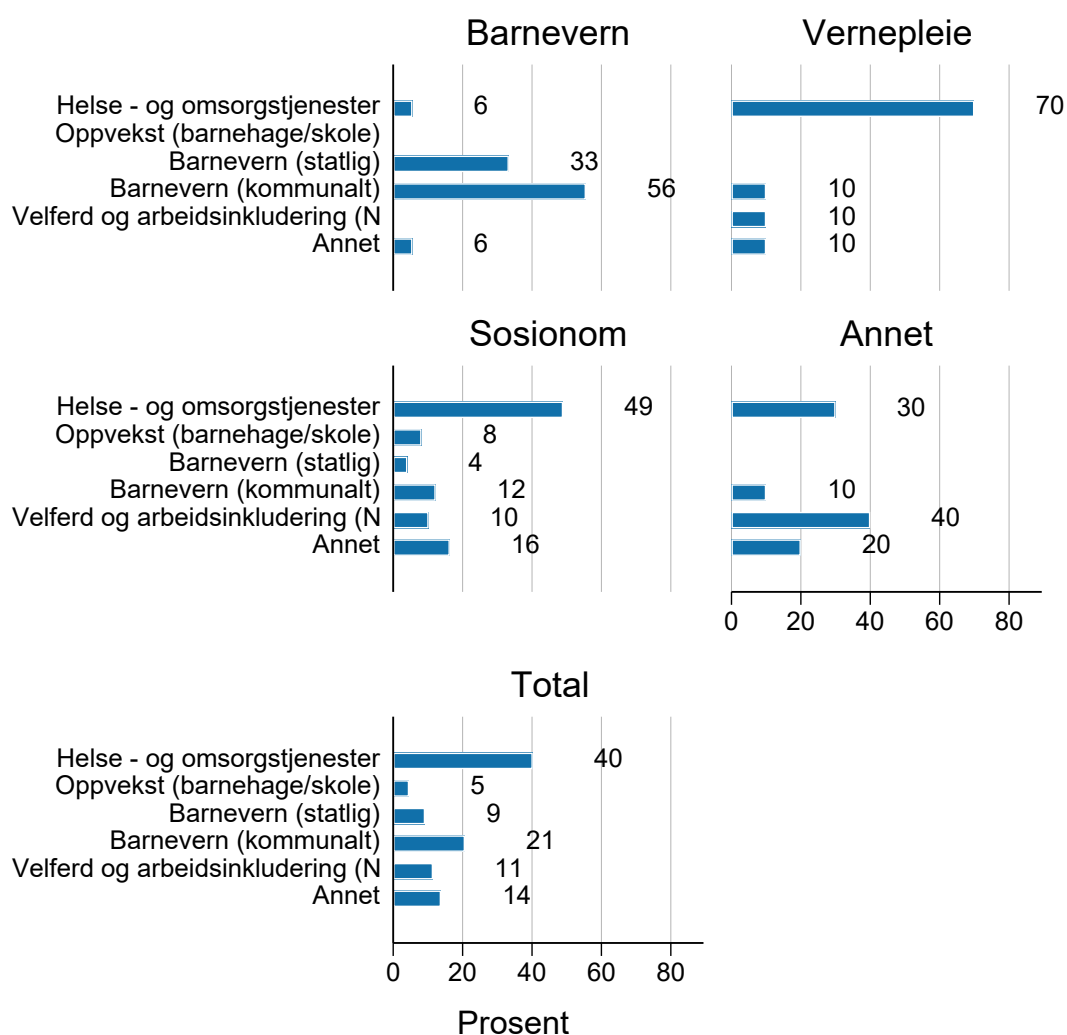 Barnevern Vernepleie
Helse - og omsorgstjenester 6 70
Oppvekst (barnehage/skole)
Barnevern (statlig) 33
Barnevern (kommunalt) 56 10
Velferd og arbeidsinkludering (N 10
Annet 6 10
Sosionom Annet
Helse - og omsorgstjenester 49 30
Oppvekst (barnehage/skole) 8
Barnevern (statlig) 4
Barnevern (kommunalt) 12 10
Velferd og arbeidsinkludering (N 10 40
Annet 16 20
0 20 40 60 80
Total
Helse - og omsorgstjenester 40
Oppvekst (barnehage/skole) 5
Barnevern (statlig) 9
Barnevern (kommunalt) 21
Velferd og arbeidsinkludering (N 11
Annet 14
0 20 40 60 80
Prosent